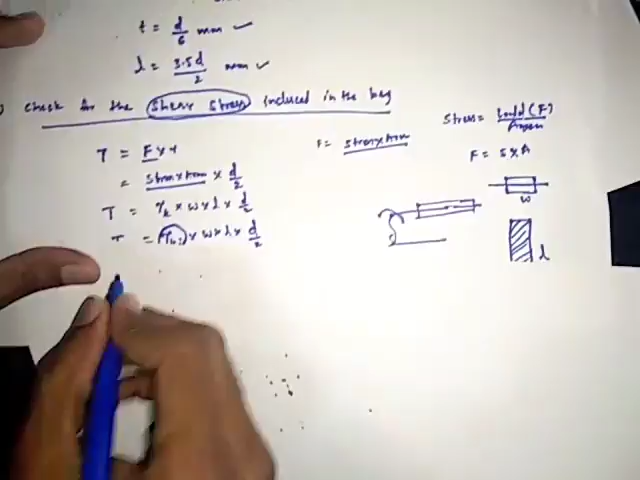 t = d/6 mm ✓
l = 3.5d/2 mm ✓
check for the Shear Stress induced in the key
T = F × r
F = stress × Area
Stress = Load (F)/Area
= stress × Area × d/2
F = S × A
T = τk × w × l × d/2
w
T = τk2 × w × l × d/2
l